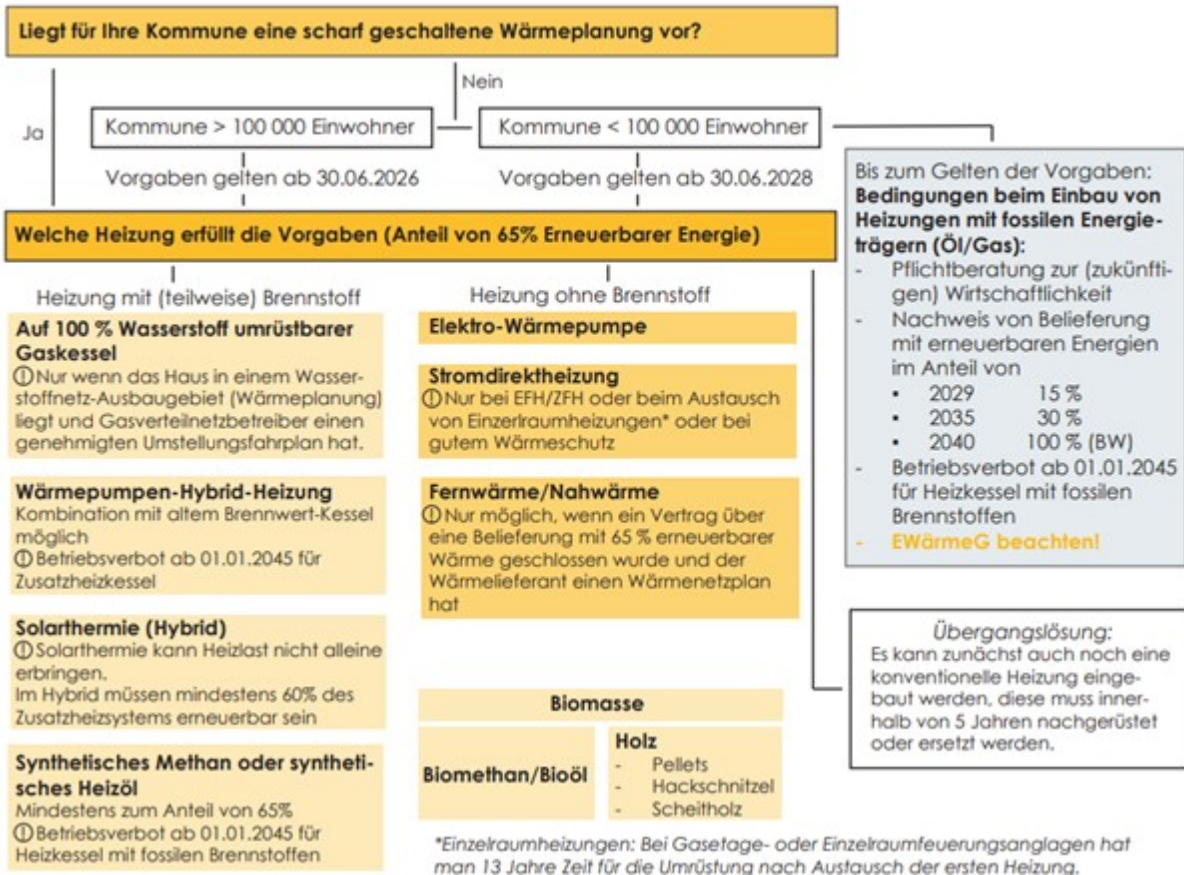 Liegt für Ihre Kommune eine scharf geschaltene Wärmeplanung vor?
Ja
Nein
Kommune > 100 000 Einwohner
Kommune < 100 000 Einwohner
Vorgaben gelten ab 30.06.2026
Vorgaben gelten ab 30.06.2028
Welche Heizung erfüllt die Vorgaben (Anteil von 65% Erneuerbarer Energie)
Heizung mit (teilweise) Brennstoff
Auf 100 % Wasserstoff umrüstbarer
Gaskessel
! Nur wenn das Haus in einem Wasser-
stoffnetz-Ausbaugebiet (Wärmeplanung)
liegt und Gasverteilnetzbetreiber einen
genehmigten Umstellungsfahrplan hat.
Wärmepumpen-Hybrid-Heizung
Kombination mit altem Brennwert-Kessel
möglich
! Betriebsverbot ab 01.01.2045 für
Zusatzheizkessel
Solarthermie (Hybrid)
! Solarthermie kann Heizlast nicht alleine
erbringen.
Im Hybrid müssen mindestens 60% des
Zusatzheizsystems erneuerbar sein
Synthetisches Methan oder syntheti-
sches Heizöl
Mindestens zum Anteil von 65%
! Betriebsverbot ab 01.01.2045 für
Heizkessel mit fossilen Brennstoffen
Heizung ohne Brennstoff
Elektro-Wärmepumpe
Stromdirektheizung
! Nur bei EFH/ZFH oder beim Austausch
von Einzerlraumheizungen* oder bei
gutem Wärmeschutz
Fernwärme/Nahwärme
! Nur möglich, wenn ein Vertrag über
eine Belieferung mit 65 % erneuerbarer
Wärme geschlossen wurde und der
Wärmelieferant einen Wärmenetzplan
hat
Biomasse
Biomethan/Bioöl
Holz
- Pellets
- Hackschnitzel
- Scheitholz
Bis zum Gelten der Vorgaben:
Bedingungen beim Einbau von
Heizungen mit fossilen Energie-
trägern (Öl/Gas):
- Pflichtberatung zur (zukünfti-
gen) Wirtschaftlichkeit
- Nachweis von Belieferung
mit erneuerbaren Energien
im Anteil von
▪ 2029 15 %
▪ 2035 30 %
▪ 2040 100 % (BW)
- Betriebsverbot ab 01.01.2045
für Heizkessel mit fossilen
Brennstoffen
- EWärmeG beachten!
Übergangslösung:
Es kann zunächst auch noch eine
konventionelle Heizung einge-
baut werden, diese muss inner-
halb von 5 Jahren nachgerüstet
oder ersetzt werden.
*Einzelraumheizungen: Bei Gasetage- oder Einzelraumfeuerungsanglagen hat
man 13 Jahre Zeit für die Umrüstung nach Austausch der ersten Heizung.